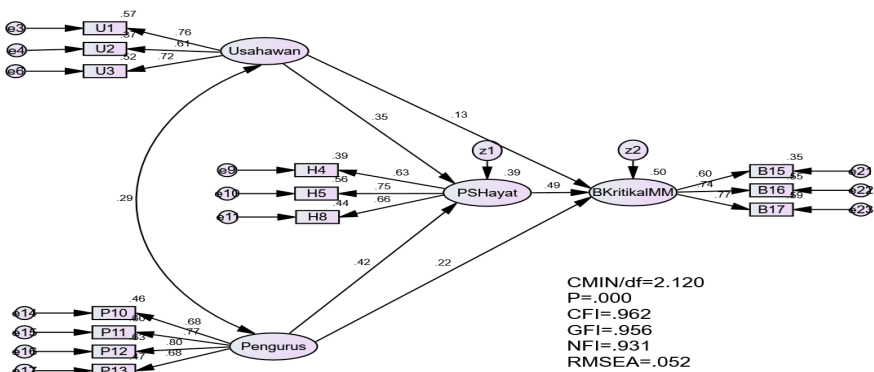 .57
e3 U1 .76
.37
e4 U2 .61 Usahawan
.52
e6 U3 .72
.13
.35
z1 z2
.39
e9 H4 .63 .39 .50 .60 .35 B15 e21
.56
e10 H5 .75 PSHayat .49 BKritikalMM .74 .55 B16 e22
.44
e11 H8 .66 .77 .59 B17 e23
.29
.42 .22
.46
e14 P10 .68
.60
e15 P11 .77
.63
e16 P12 .80 Pengurus
.47
e17 P13 .68
CMIN/df=2.120
P=.000
CFI=.962
GFI=.956
NFI=.931
RMSEA=.052